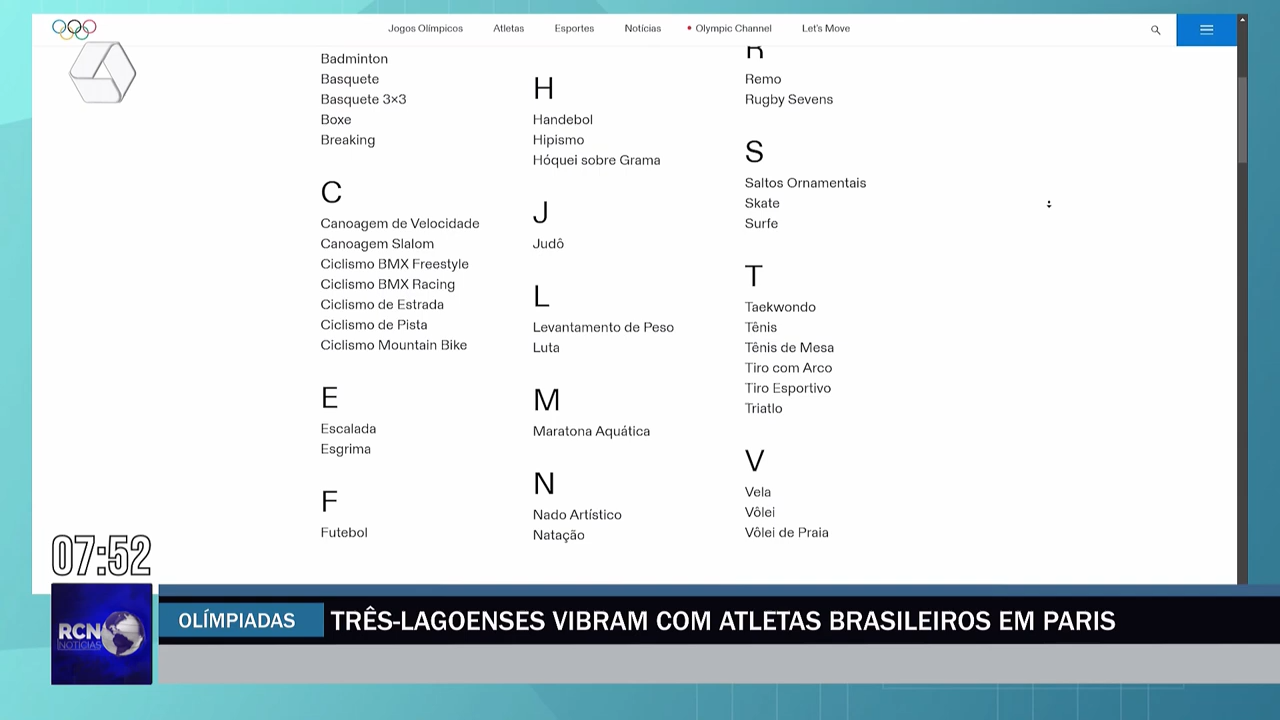 Jogos Olímpicos
Atletas
Esportes
Notícias
Olympic Channel
Let's Move
Badminton
Basquete
Basquete 3×3
Boxe
Breaking
C
Canoagem de Velocidade
Canoagem Slalom
Ciclismo BMX Freestyle
Ciclismo BMX Racing
Ciclismo de Estrada
Ciclismo de Pista
Ciclismo Mountain Bike
E
Escalada
Esgrima
F
Futebol
H
Handebol
Hipismo
Hóquei sobre Grama
J
Judô
L
Levantamento de Peso
Luta
M
Maratona Aquática
N
Nado Artístico
Natação
R
Remo
Rugby Sevens
S
Saltos Ornamentais
Skate
Surfe
T
Taekwondo
Tênis
Tênis de Mesa
Tiro com Arco
Tiro Esportivo
Triatlo
V
Vela
Vôlei
Vôlei de Praia
07:52
RCN
NOTÍCIAS
OLÍMPIADAS
TRÊS-LAGOENSES VIBRAM COM ATLETAS BRASILEIROS EM PARIS